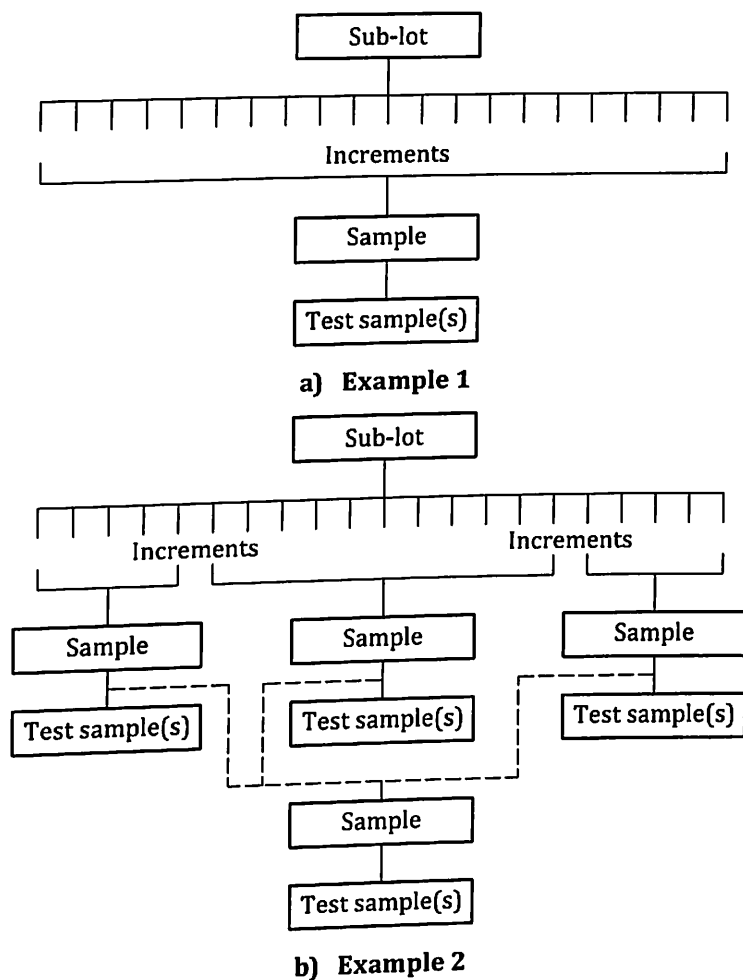 Sub-lot
Increments
Sample
Test sample(s)
a) Example 1
Sub-lot
Increments Increments
Sample Sample Sample
Test sample(s) Test sample(s) Test sample(s)
Sample
Test sample(s)
b) Example 2